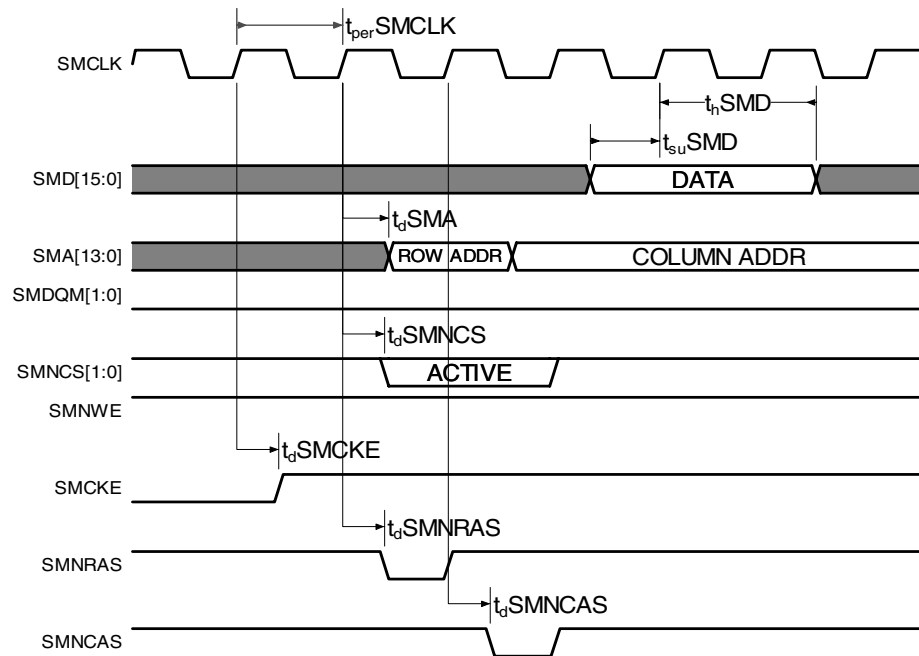 tperSMCLK
SMCLK
thSMD
tsuSMD
SMD[15:0]
DATA
tdSMA
SMA[13:0]
ROW ADDR
COLUMN ADDR
SMDQM[1:0]
tdSMNCS
SMNCS[1:0]
ACTIVE
SMNWE
tdSMCKE
SMCKE
tdSMNRAS
SMNRAS
tdSMNCAS
SMNCAS